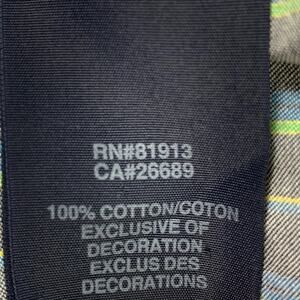 RN#81913
CA#26689
100% COTTON/COTON
EXCLUSIVE OF
DECORATION
EXCLUS DES
DECORATIONS